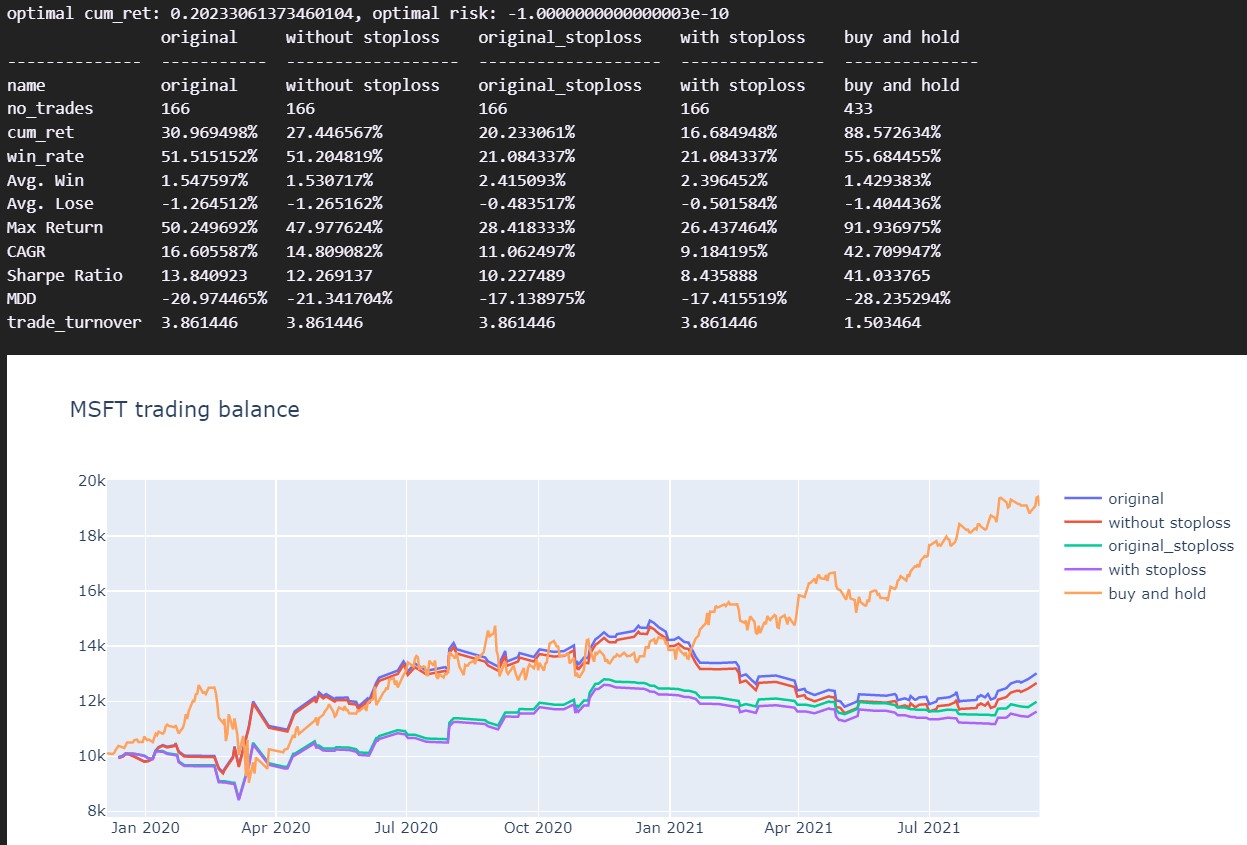 optimal cum_ret: 0.20233061373460104, optimal risk: -1.0000000000000003e-10
original without stoploss original_stoploss with stoploss buy and hold
-------------- ----------- ------------------ ------------------- --------------- --------------
name original without stoploss original_stoploss with stoploss buy and hold
no_trades 166 166 166 166 433
cum_ret 30.969498% 27.446567% 20.233061% 16.684948% 88.572634%
win_rate 51.515152% 51.204819% 21.084337% 21.084337% 55.684455%
Avg. Win 1.547597% 1.530717% 2.415093% 2.396452% 1.429383%
Avg. Lose -1.264512% -1.265162% -0.483517% -0.501584% -1.404436%
Max Return 50.249692% 47.977624% 28.418333% 26.437464% 91.936975%
CAGR 16.605587% 14.809082% 11.062497% 9.184195% 42.709947%
Sharpe Ratio 13.840923 12.269137 10.227489 8.435888 41.033765
MDD -20.974465% -21.341704% -17.138975% -17.415519% -28.235294%
trade_turnover 3.861446 3.861446 3.861446 3.861446 1.503464
MSFT trading balance
20k
18k
16k
14k
12k
10k
8k
Jan 2020 Apr 2020 Jul 2020 Oct 2020 Jan 2021 Apr 2021 Jul 2021
original
without stoploss
original_stoploss
with stoploss
buy and hold